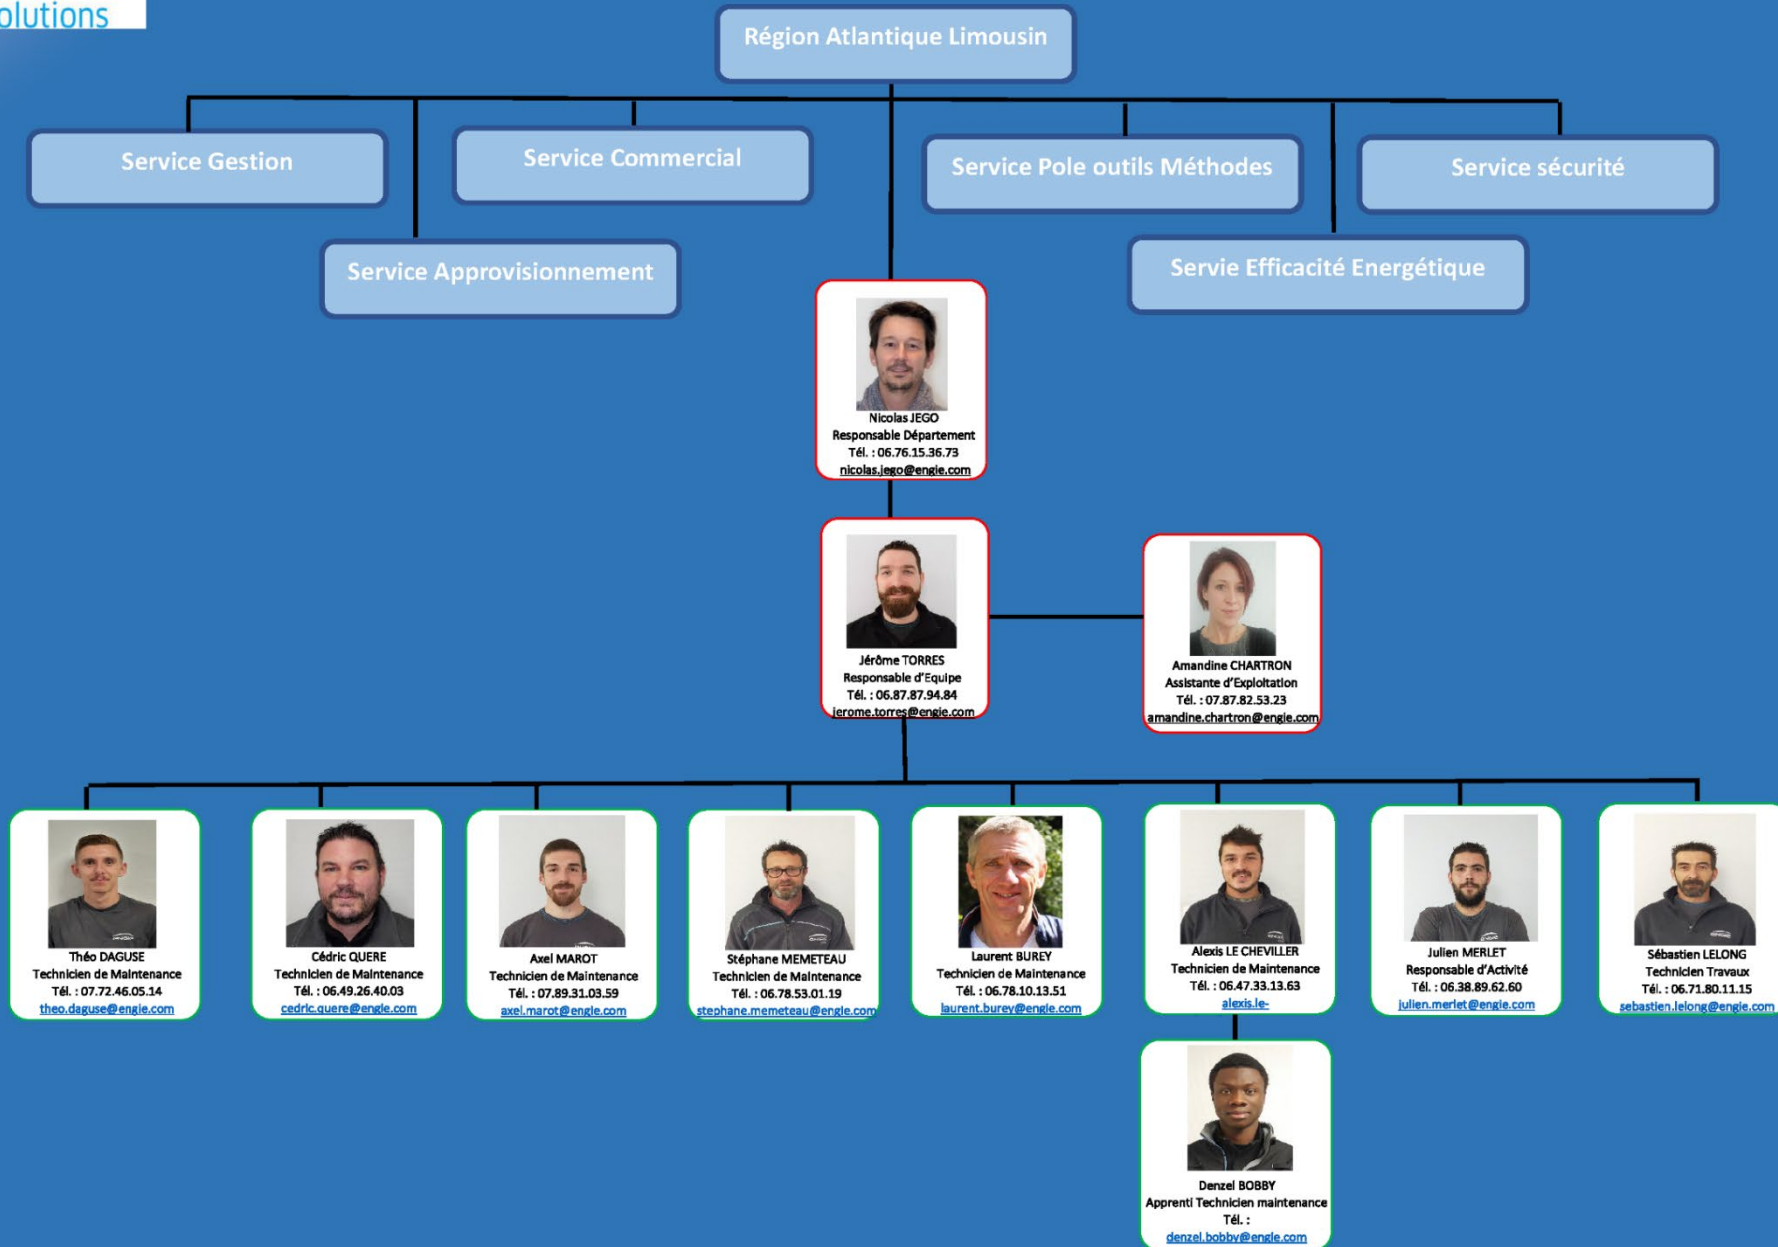 olutions
Région Atlantique Limousin
Service Gestion
Service Commercial
Service Pole outils Méthodes
Service sécurité
Service Approvisionnement
Servie Efficacité Energétique
Nicolas JEGO
Responsable Département
Tél. : 06.76.15.36.73
nicolas.jego@engie.com
Jérôme TORRES
Responsable d'Equipe
Tél. : 06.87.87.94.84
jerome.torres@engie.com
Amandine CHARTRON
Assistante d'Exploitation
Tél. : 07.87.82.53.23
amandine.chartron@engie.com
Théo DAGUSE
Technicien de Maintenance
Tél. : 07.72.46.05.14
theo.daguse@engie.com
Cédric QUERE
Technicien de Maintenance
Tél. : 06.49.26.40.03
cedric.quere@engie.com
Axel MAROT
Technicien de Maintenance
Tél. : 07.89.31.03.59
axel.marot@engie.com
Stéphane MEMETEAU
Technicien de Maintenance
Tél. : 06.78.53.01.19
stephane.memeteau@engie.com
Laurent BUREY
Technicien de Maintenance
Tél. : 06.78.10.13.51
laurent.burey@engie.com
Alexis LE CHEVILLER
Technicien de Maintenance
Tél. : 06.47.33.13.63
alexis.le-
Julien MERLET
Responsable d'Activité
Tél. : 06.38.89.62.60
julien.merlet@engie.com
Sébastien LELONG
Technicien Travaux
Tél. : 06.71.80.11.15
sebastien.lelong@engie.com
Denzel BOBBY
Apprenti Technicien maintenance
Tél. :
denzel.bobby@engie.com